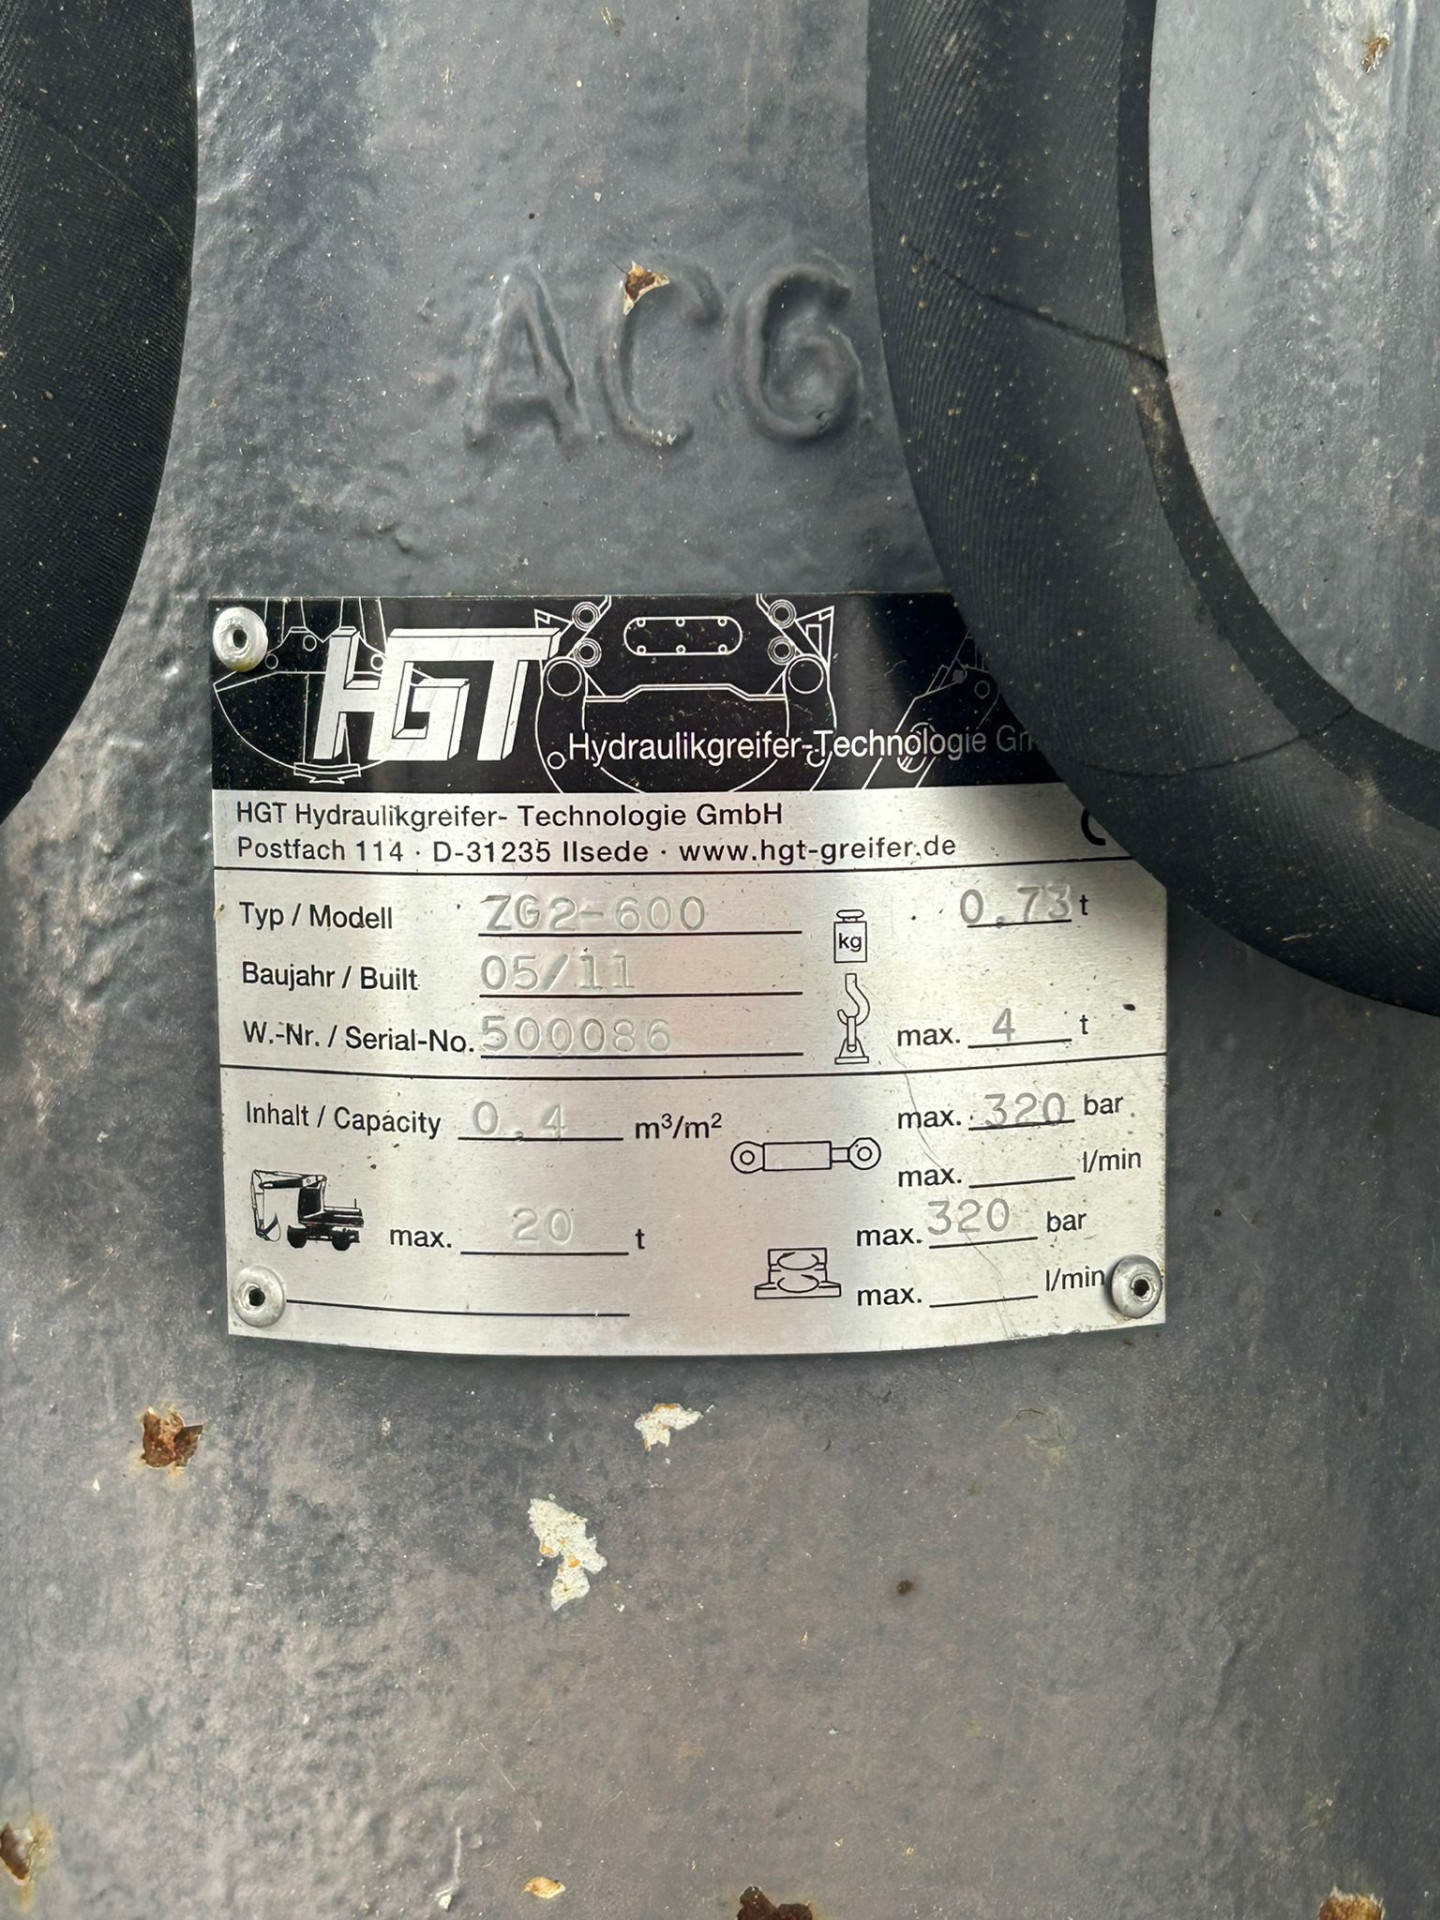 ACG
HGT
Hydraulikgreifer-Technologie
HGT Hydraulikgreifer- Technologie GmbH
Postfach 114 · D-31235 Ilsede · www.hgt-greifer.de
Typ / Modell ZG2-600
kg 0.73 t
Baujahr / Built 05/11
W.-Nr. / Serial-No. 500086
max. 4 t
Inhalt / Capacity 0.4 m³/m²
max. 320 bar
max. l/min
max. 20 t
max. 320 bar
max. l/min